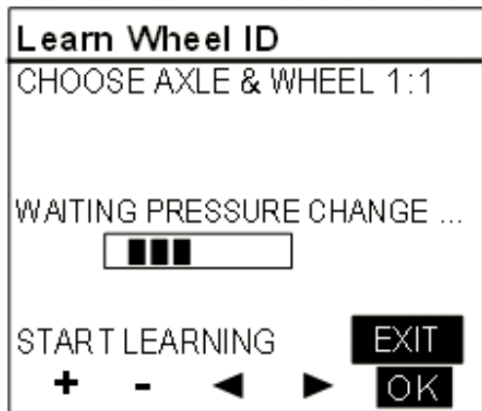 Learn Wheel ID
CHOOSE AXLE & WHEEL 1:1
WAITING PRESSURE CHANGE ...
START LEARNING EXIT
+ - ◀ ▶ OK